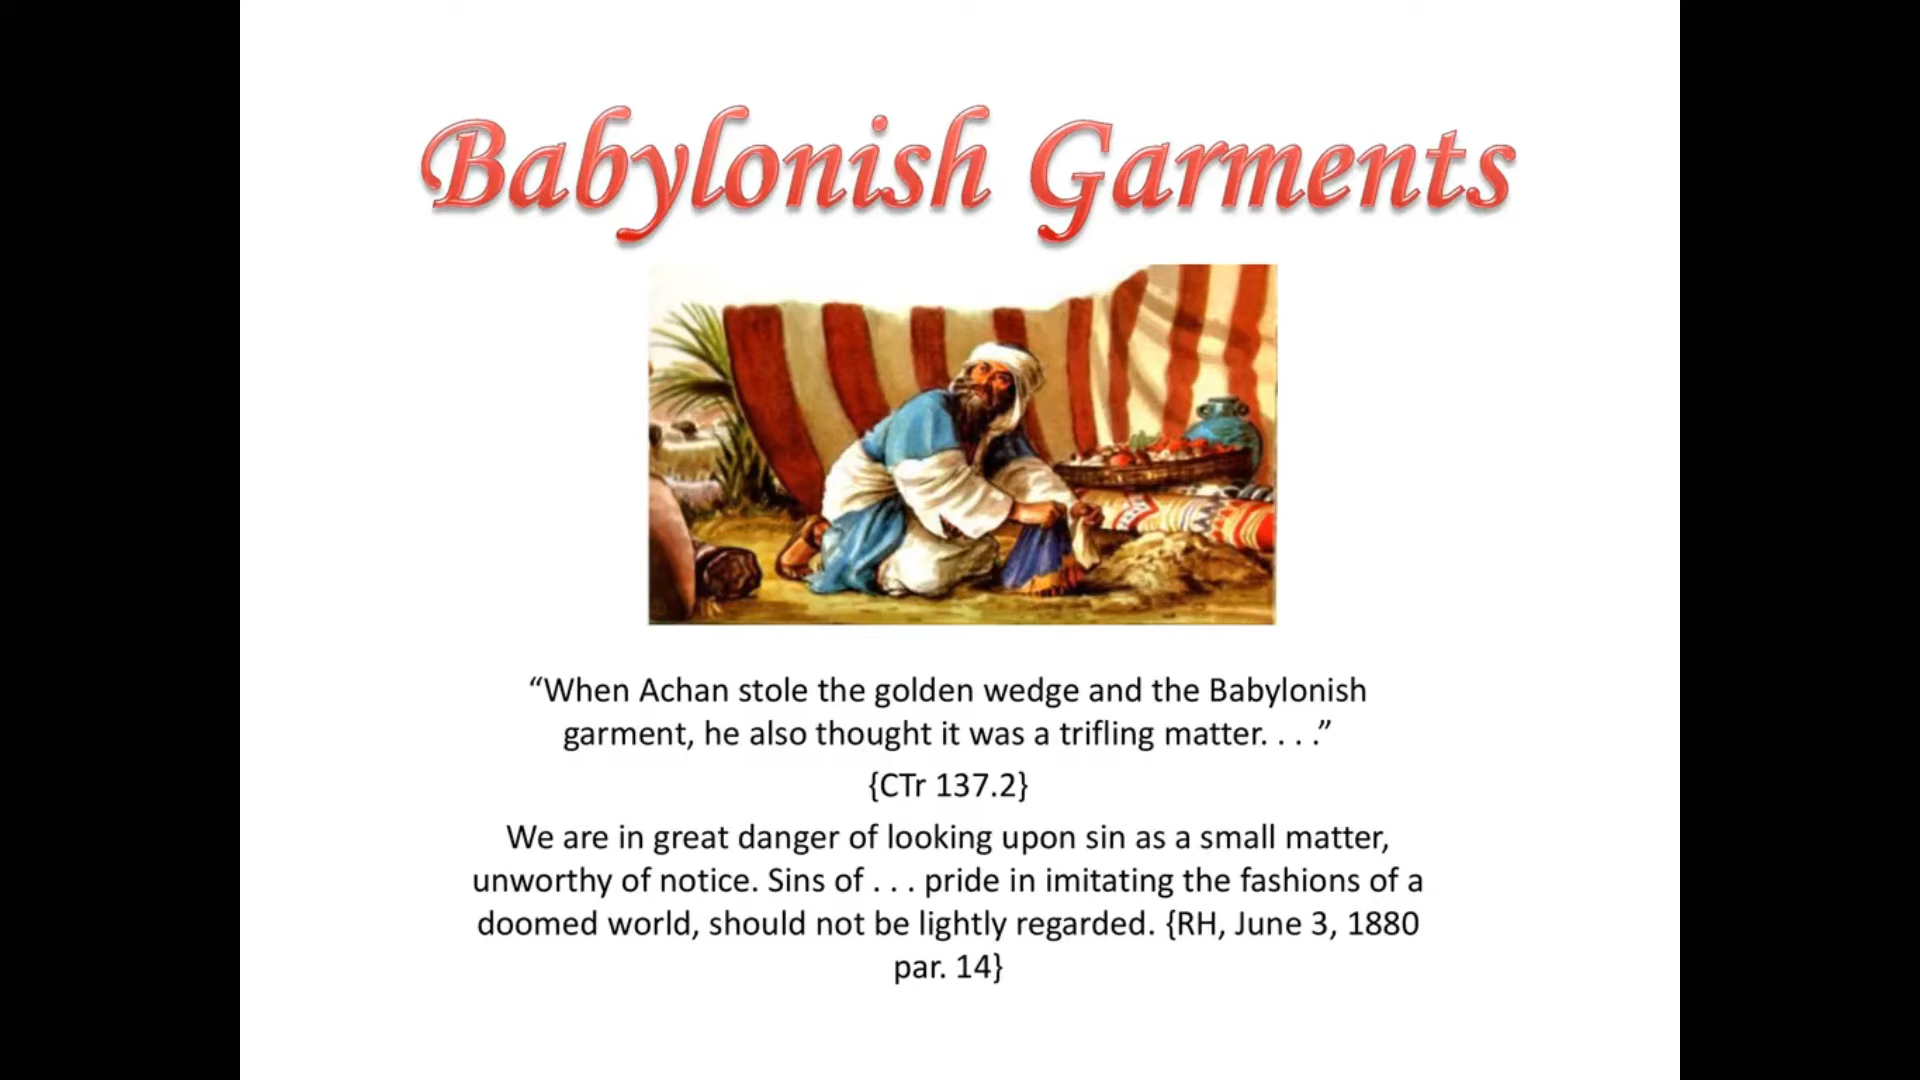 Babylonish Garments
“When Achan stole the golden wedge and the Babylonish
garment, he also thought it was a trifling matter. . . .”
{CTr 137.2}
We are in great danger of looking upon sin as a small matter,
unworthy of notice. Sins of . . . pride in imitating the fashions of a
doomed world, should not be lightly regarded. {RH, June 3, 1880
par. 14}